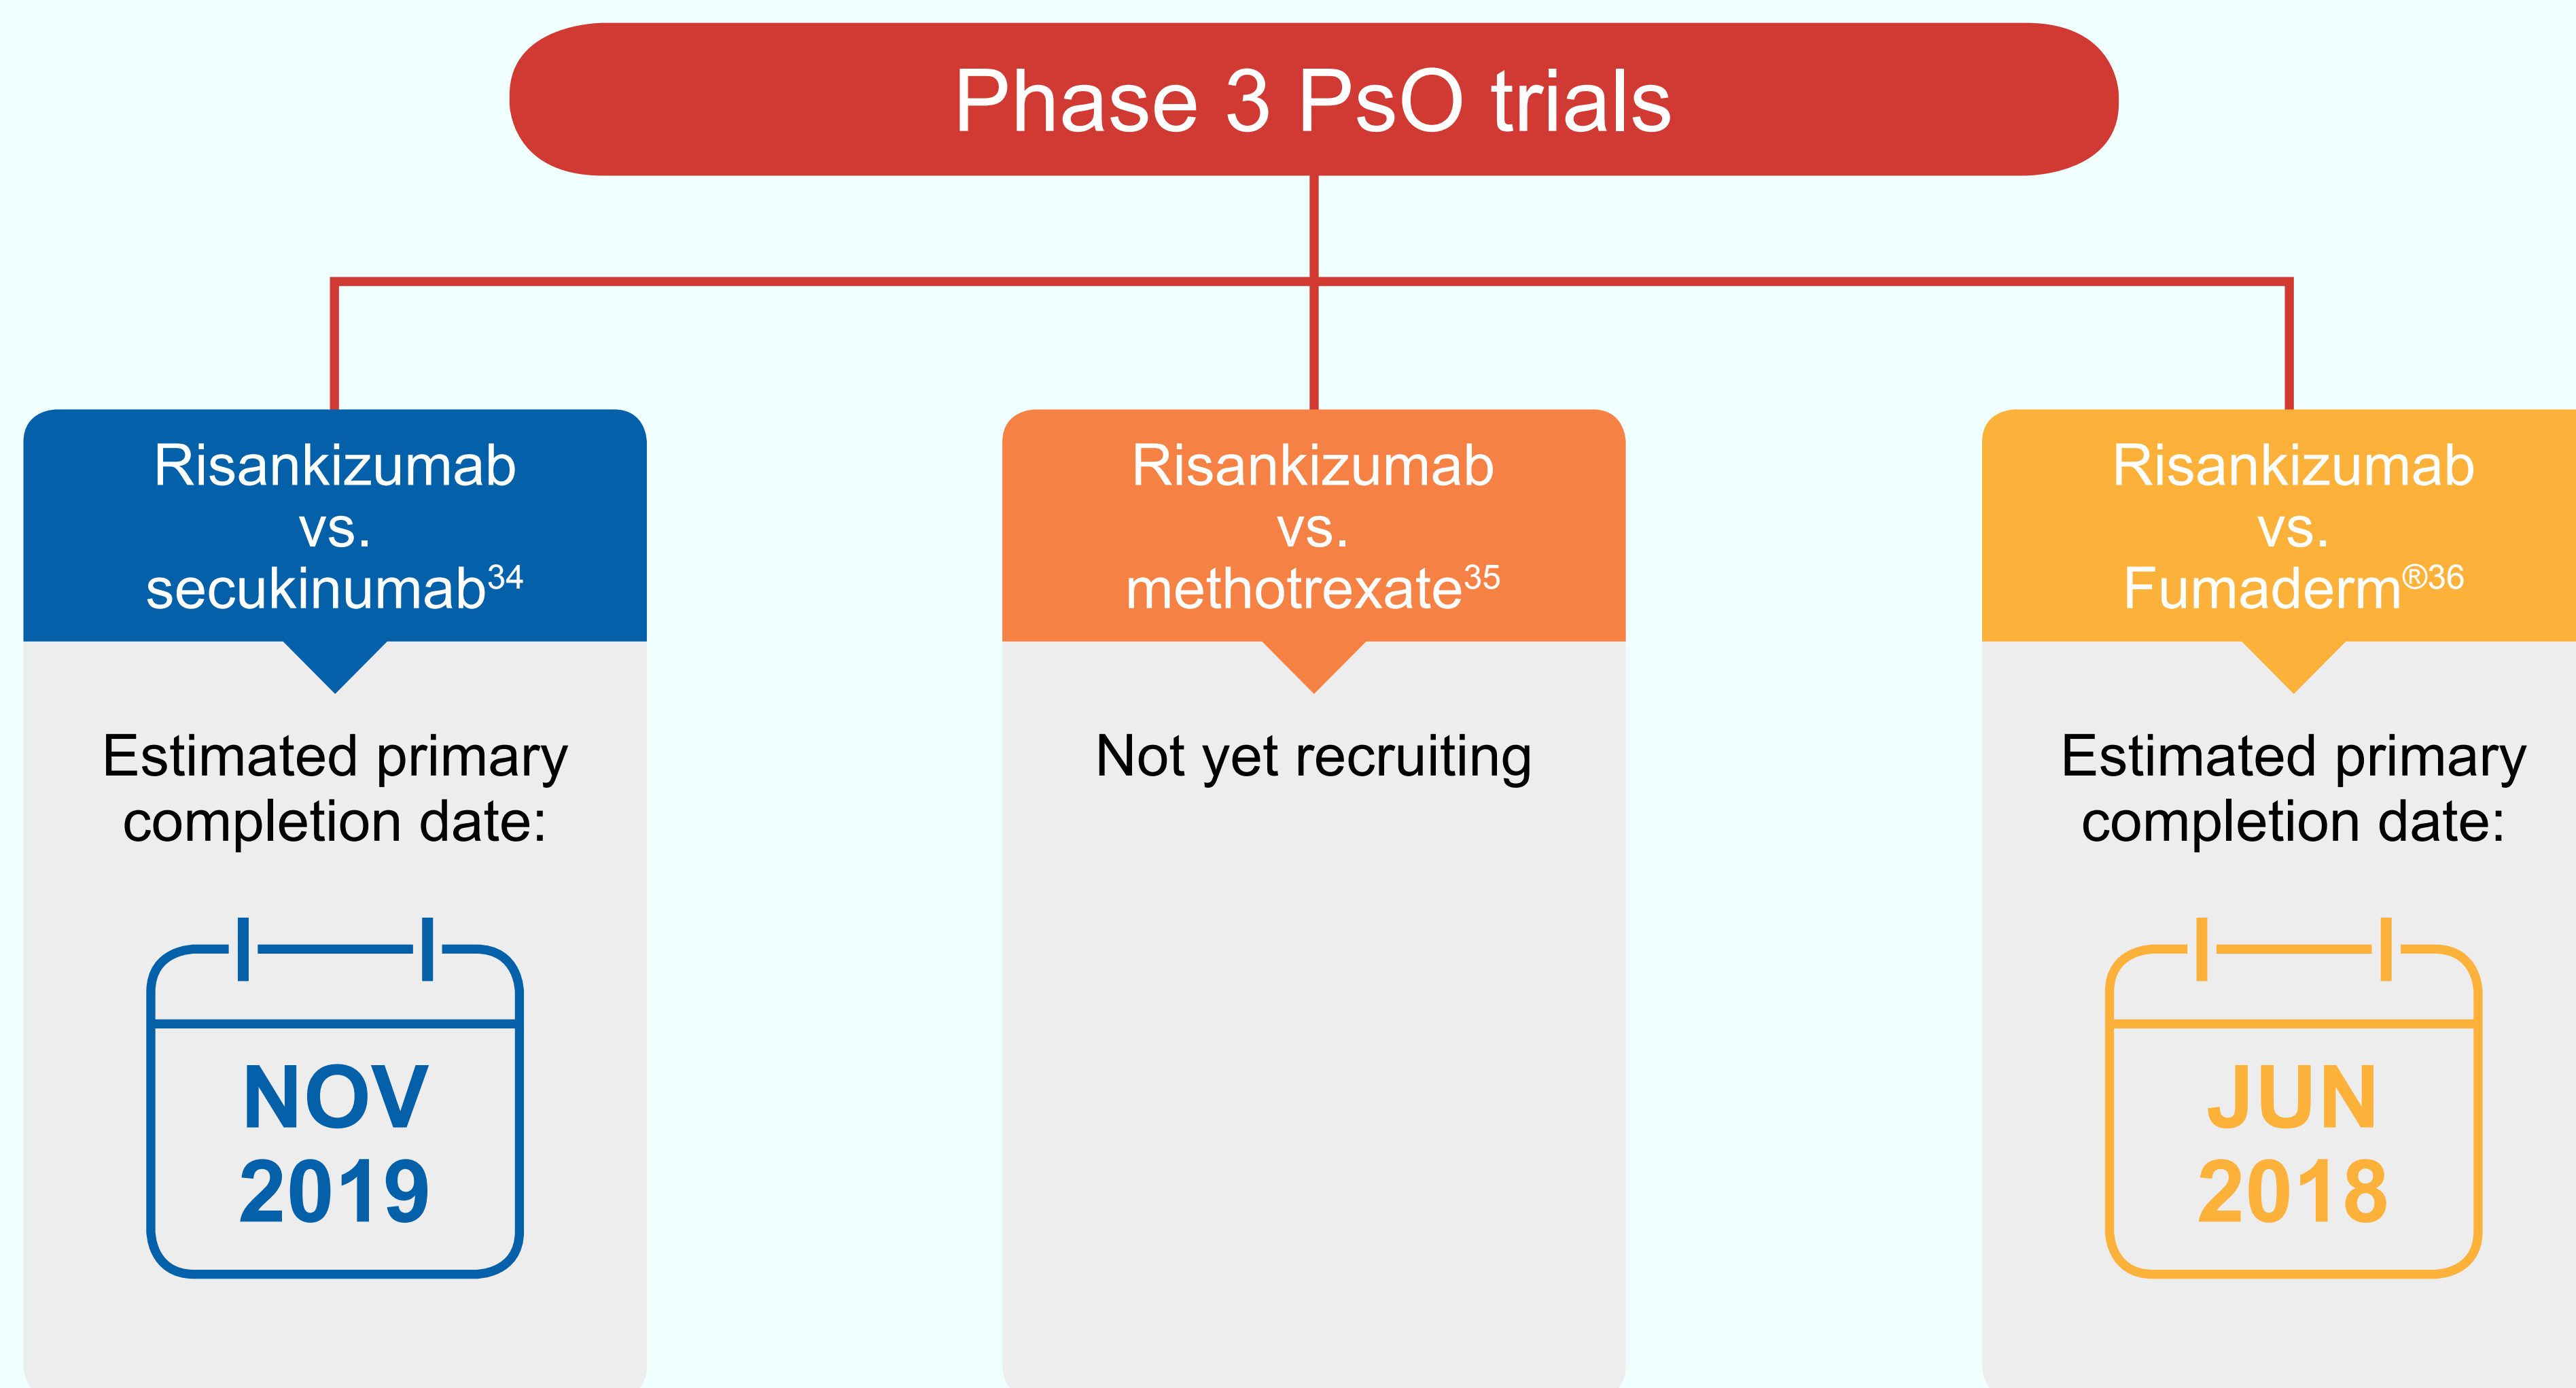 Phase 3 PsO trials
Risankizumab
vs.
secukinumab³⁴
Estimated primary
completion date:
NOV
2019
Risankizumab
vs.
methotrexate³⁵
Not yet recruiting
Risankizumab
vs.
Fumaderm®³⁶
Estimated primary
completion date:
JUN
2018